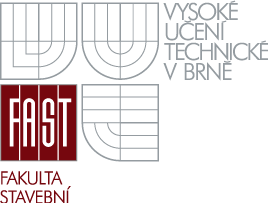 VYSOKÉ
UČENÍ
TECHNICKÉ
V BRNĚ
FAST
FAKULTA
STAVEBNÍ